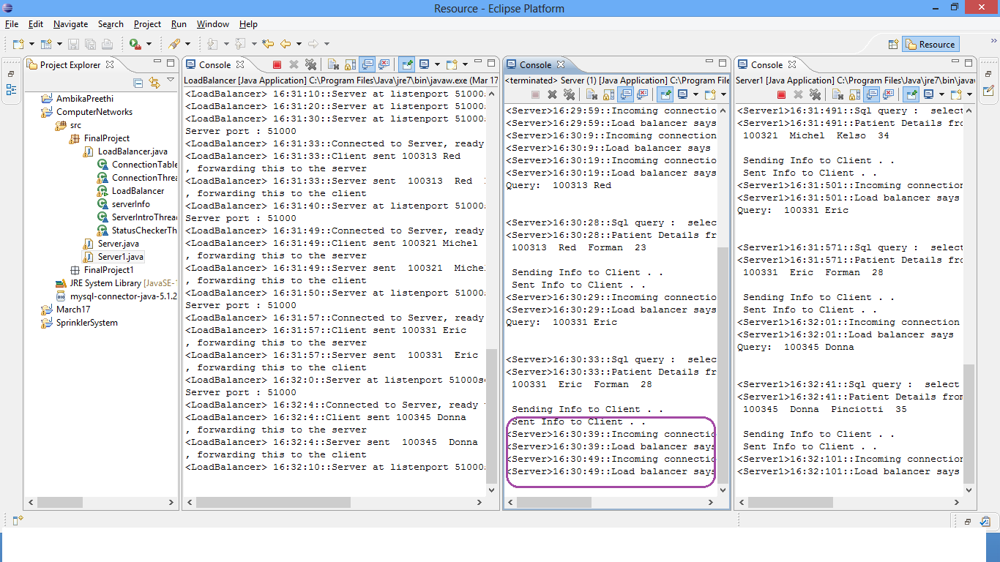 Resource - Eclipse Platform
File Edit Navigate Search Project Run Window Help
Resource
Project Explorer
AmbikaPreethi
ComputerNetworks
src
FinalProject
LoadBalancer.java
ConnectionTable
ConnectionThrea
LoadBalancer
serverInfo
ServerIntroThrea
StatusCheckerTh
Server.java
Server1.java
FinalProject1
JRE System Library [JavaSE-1
mysql-connector-java-5.1.2
March17
SprinklerSystem
Console
LoadBalancer [Java Application] C:\Program Files\Java\jre7\bin\javaw.exe (Mar 17
<LoadBalancer> 16:31:10::Server at listenport 51000s
<LoadBalancer> 16:31:20::Server at listenport 51000s
<LoadBalancer> 16:31:30::Server at listenport 51000s
Server port : 51000
<LoadBalancer> 16:31:33::Connected to Server, ready
<LoadBalancer> 16:31:33::Client sent 100313 Red
, forwarding this to the server
<LoadBalancer> 16:31:33::Server sent  100313  Red
, forwarding this to the client
<LoadBalancer> 16:31:40::Server at listenport 51000s
Server port : 51000
<LoadBalancer> 16:31:49::Connected to Server, ready
<LoadBalancer> 16:31:49::Client sent 100321 Michel
, forwarding this to the server
<LoadBalancer> 16:31:49::Server sent  100321  Michel
, forwarding this to the client
<LoadBalancer> 16:31:50::Server at listenport 51000s
Server port : 51000
<LoadBalancer> 16:31:57::Connected to Server, ready
<LoadBalancer> 16:31:57::Client sent 100331 Eric
, forwarding this to the server
<LoadBalancer> 16:31:57::Server sent  100331  Eric
, forwarding this to the client
<LoadBalancer> 16:32:0::Server at listenport 51000se
Server port : 51000
<LoadBalancer> 16:32:4::Connected to Server, ready t
<LoadBalancer> 16:32:4::Client sent 100345 Donna
, forwarding this to the server
<LoadBalancer> 16:32:4::Server sent  100345  Donna
, forwarding this to the client
<LoadBalancer> 16:32:10::Server at listenport 51000s
Console
<terminated> Server (1) [Java Application] C:\Program File
<Server>16:29:59::Incoming connectio
<Server>16:29:59::Load balancer says
<Server>16:30:9::Incoming connection
<Server>16:30:9::Load balancer says
<Server>16:30:19::Incoming connectio
<Server>16:30:19::Load balancer says
Query:  100313 Red
<Server>16:30:28::Sql query :  selec
<Server>16:30:28::Patient Details fr
100313  Red  Forman  23
Sending Info to Client . .
Sent Info to Client . .
<Server>16:30:29::Incoming connectio
<Server>16:30:29::Load balancer says
Query:  100331 Eric
<Server>16:30:33::Sql query :  selec
<Server>16:30:33::Patient Details fr
100331  Eric  Forman  28
Sending Info to Client . .
Sent Info to Client . .
<Server>16:30:39::Incoming connectio
<Server>16:30:39::Load balancer says
<Server>16:30:49::Incoming connectio
<Server>16:30:49::Load balancer says
Console
Server1 [Java Application] C:\Program Files\Java\jre7\bin\javaw
<Server1>16:31:491::Sql query :  select
<Server1>16:31:491::Patient Details fro
100321  Michel  Kelso  34
Sending Info to Client . .
Sent Info to Client . .
<Server1>16:31:501::Incoming connection
<Server1>16:31:501::Load balancer says
Query:  100331 Eric
<Server1>16:31:571::Sql query :  select
<Server1>16:31:571::Patient Details fro
100331  Eric  Forman  28
Sending Info to Client . .
Sent Info to Client . .
<Server1>16:32:01::Incoming connection
<Server1>16:32:01::Load balancer says
Query:  100345 Donna
<Server1>16:32:41::Sql query :  select
<Server1>16:32:41::Patient Details from
100345  Donna  Pinciotti  35
Sending Info to Client . .
Sent Info to Client . .
<Server1>16:32:101::Incoming connection
<Server1>16:32:101::Load balancer says